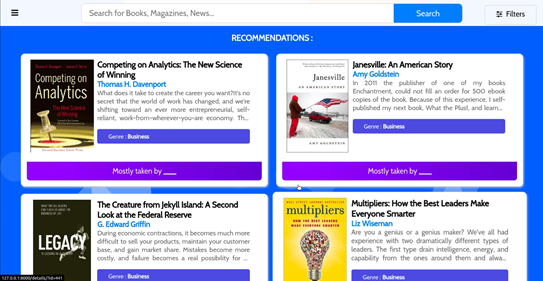 Search for Books, Magazines, News...
Search
Filters
RECOMMENDATIONS :
Competing on Analytics: The New Science
of Winning
Thomas H. Davenport
What does it take to create the career you want?It's no
secret that the world of work has changed, and we're
shifting toward an ever more entrepreneurial, self-
reliant, work-from-wherever-you-are economy. Th...
Genre : Business
Mostly taken by ____
Competing on
Analytics
The New Science
of Winning
Janesville: An American Story
Amy Goldstein
In 2011 the publisher of one of my books
Enchantment, could not fill an order for 500 ebook
copies of the book. Because of this experience, I self-
published my next book, What the Plus!, and learn...
Genre : Business
Mostly taken by ____
Janesville
AN AMERICAN STORY
AMY GOLDSTEIN
The Creature from Jekyll Island: A Second
Look at the Federal Reserve
G. Edward Griffin
During economic contractions, it becomes much more
difficult to sell your products, maintain your customer
base, and gain market share. Mistakes become more
costly, and failure becomes a real possibility for ...
Genre : Business
LEGACY
Multipliers: How the Best Leaders Make
Everyone Smarter
Liz Wiseman
Are you a genius or a genius maker? We've all had
experience with two dramatically different types of
leaders. The first type drain intelligence, energy, and
capability from the ones around them and alwa...
multipliers
HOW THE BEST LEADERS
MAKE EVERYONE SMARTER
127.0.0.1:8000/details/?id=441